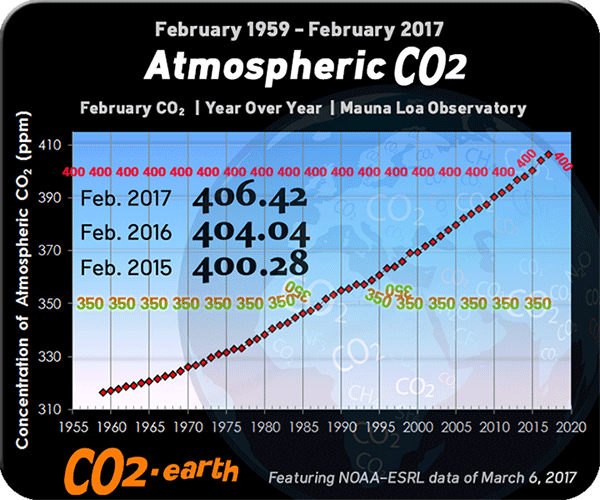 February 1959 – February 2017
Atmospheric CO2
February CO₂ | Year Over Year | Mauna Loa Observatory
Concentration of Atmospheric CO₂ (ppm)
410
390
370
350
330
310
400 400 400 400 400 400 400 400 400 400 400 400 400 400 400 400 400 400 400
Feb. 2017 406.42
Feb. 2016 404.04
Feb. 2015 400.28
350 350 350 350 350 350 350 350 350 350 350 350 350 350 350 350
CO₂
CO₂
CO₂
CO₂
1955 1960 1965 1970 1975 1980 1985 1990 1995 2000 2005 2010 2015 2020
CO2·earth
Featuring NOAA-ESRL data of March 6, 2017